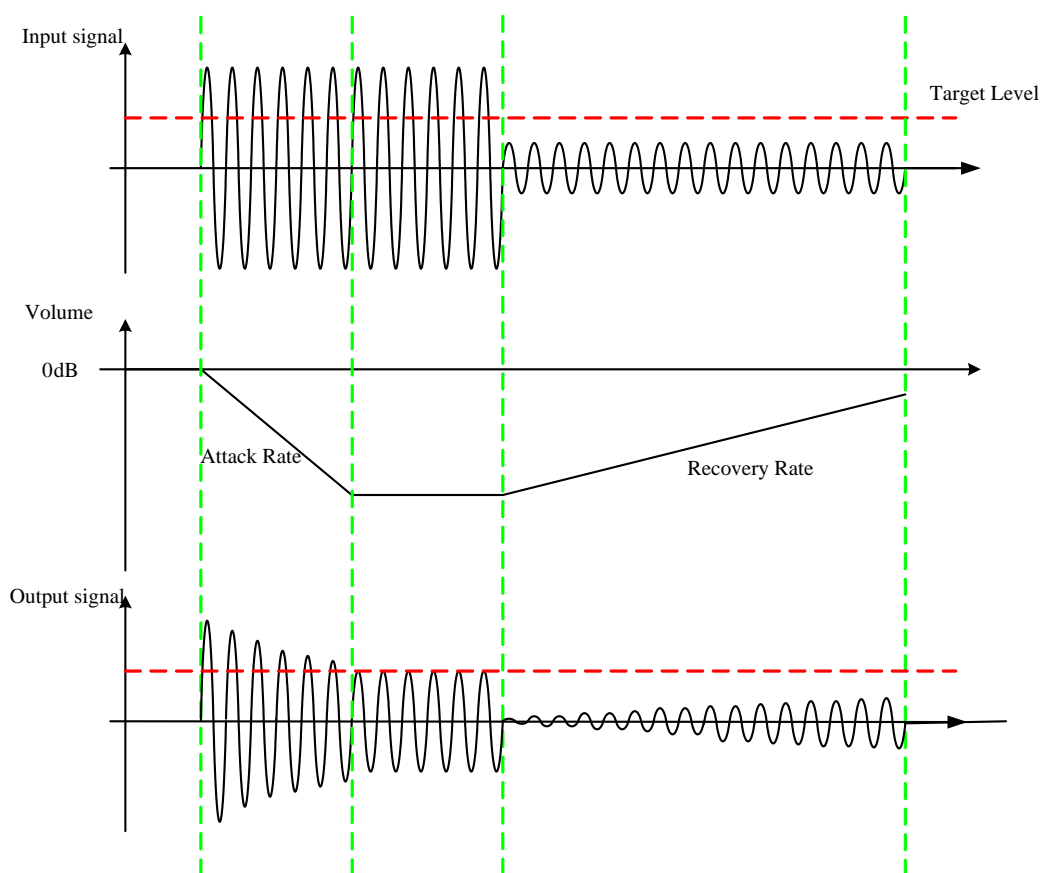 Input signal
Target Level
Volume
0dB
Attack Rate
Recovery Rate
Output signal